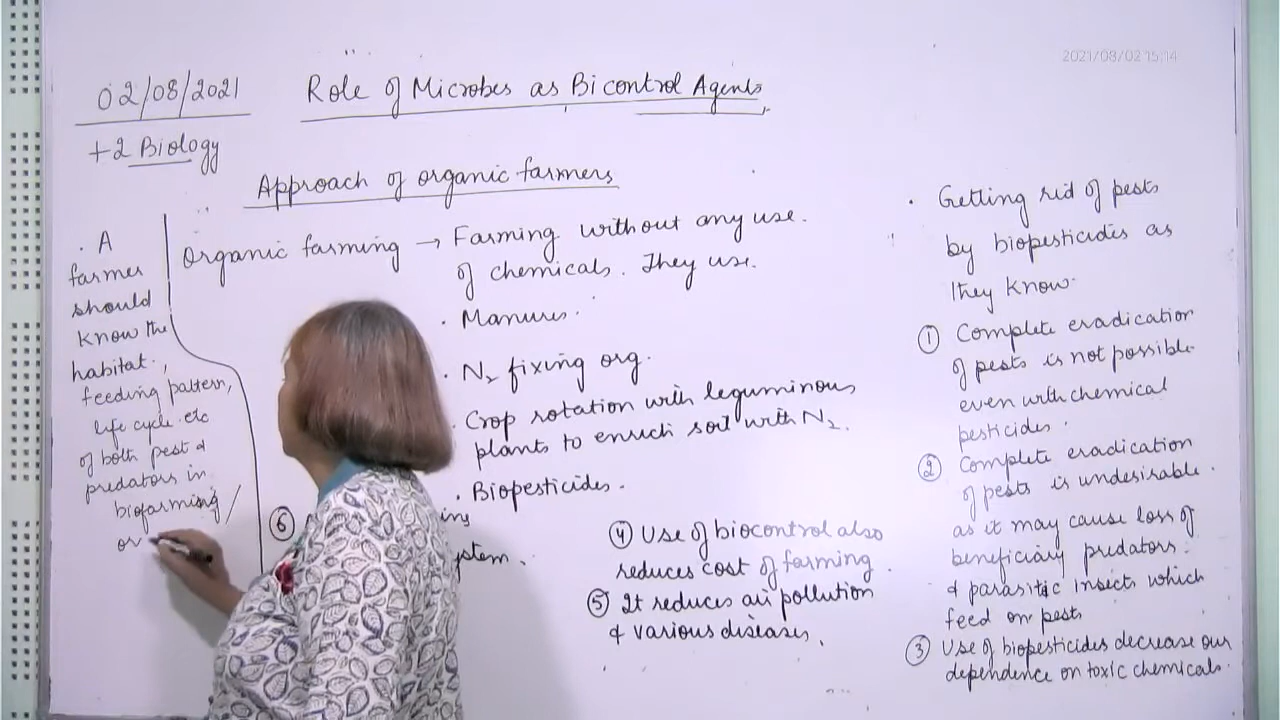 2021/08/02 15:14
02/08/2021
Role of Microbes as Bicontrol Agents
+2 Biology
Approach of organic farmers
. A
farmer
should
know the
habitat,
feeding pattern,
life cycle etc
of both pest &
predators in
biofarming /
or
Organic farming → Farming without any use.
of chemicals. They use.
. Manures.
. N₂ fixing org.
. Crop rotation with leguminous
plants to enrich soil with N₂.
. Biopesticides.
⑥
ins
ystem.
④ Use of biocontrol also
reduces cost of farming.
⑤ It reduces air pollution
& various diseases.
. Getting rid of pests
by biopesticides as
they know.
① Complete eradication
of pests is not possible
even with chemical
pesticides.
② Complete eradication
of pests is undesirable.
as it may cause loss of
beneficiary predators.
& parasitic insects which
feed on pests
③ Use of biopesticides decrease our
dependence on toxic chemicals.